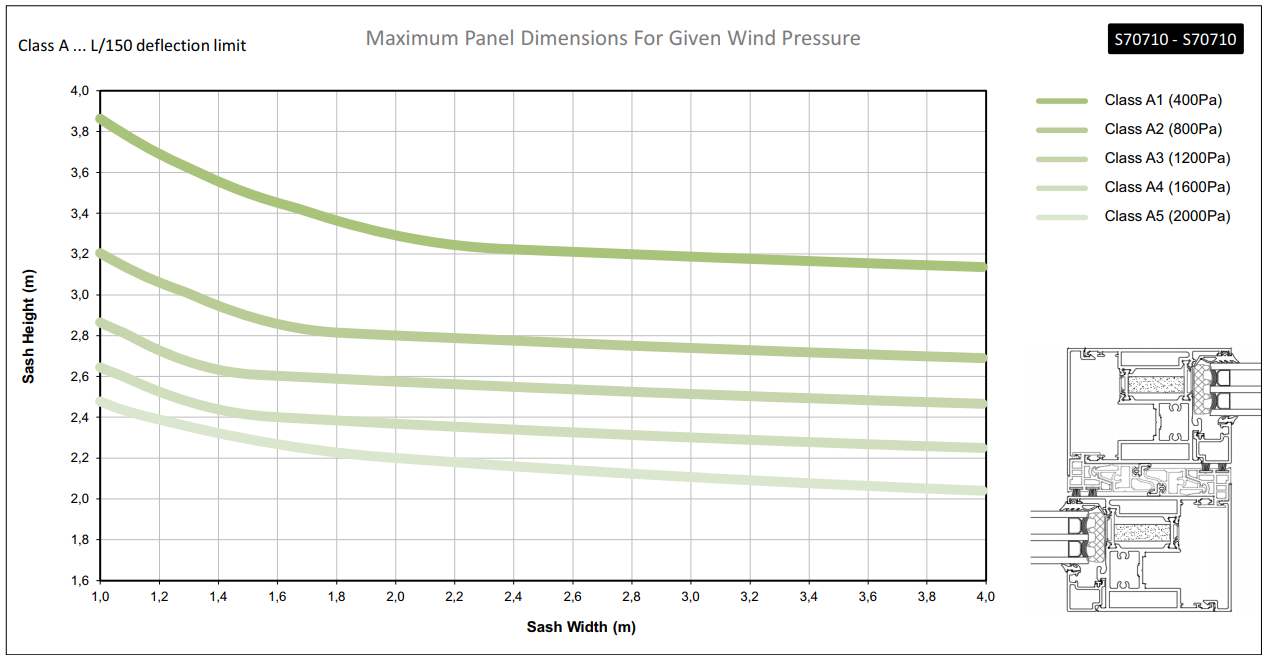 Class A ... L/150 deflection limit
Maximum Panel Dimensions For Given Wind Pressure
S70710 - S70710
4,0
3,8
3,6
3,4
3,2
3,0
2,8
2,6
2,4
2,2
2,0
1,8
1,6
Sash Height (m)
1,0 1,2 1,4 1,6 1,8 2,0 2,2 2,4 2,6 2,8 3,0 3,2 3,4 3,6 3,8 4,0
Sash Width (m)
Class A1 (400Pa)
Class A2 (800Pa)
Class A3 (1200Pa)
Class A4 (1600Pa)
Class A5 (2000Pa)